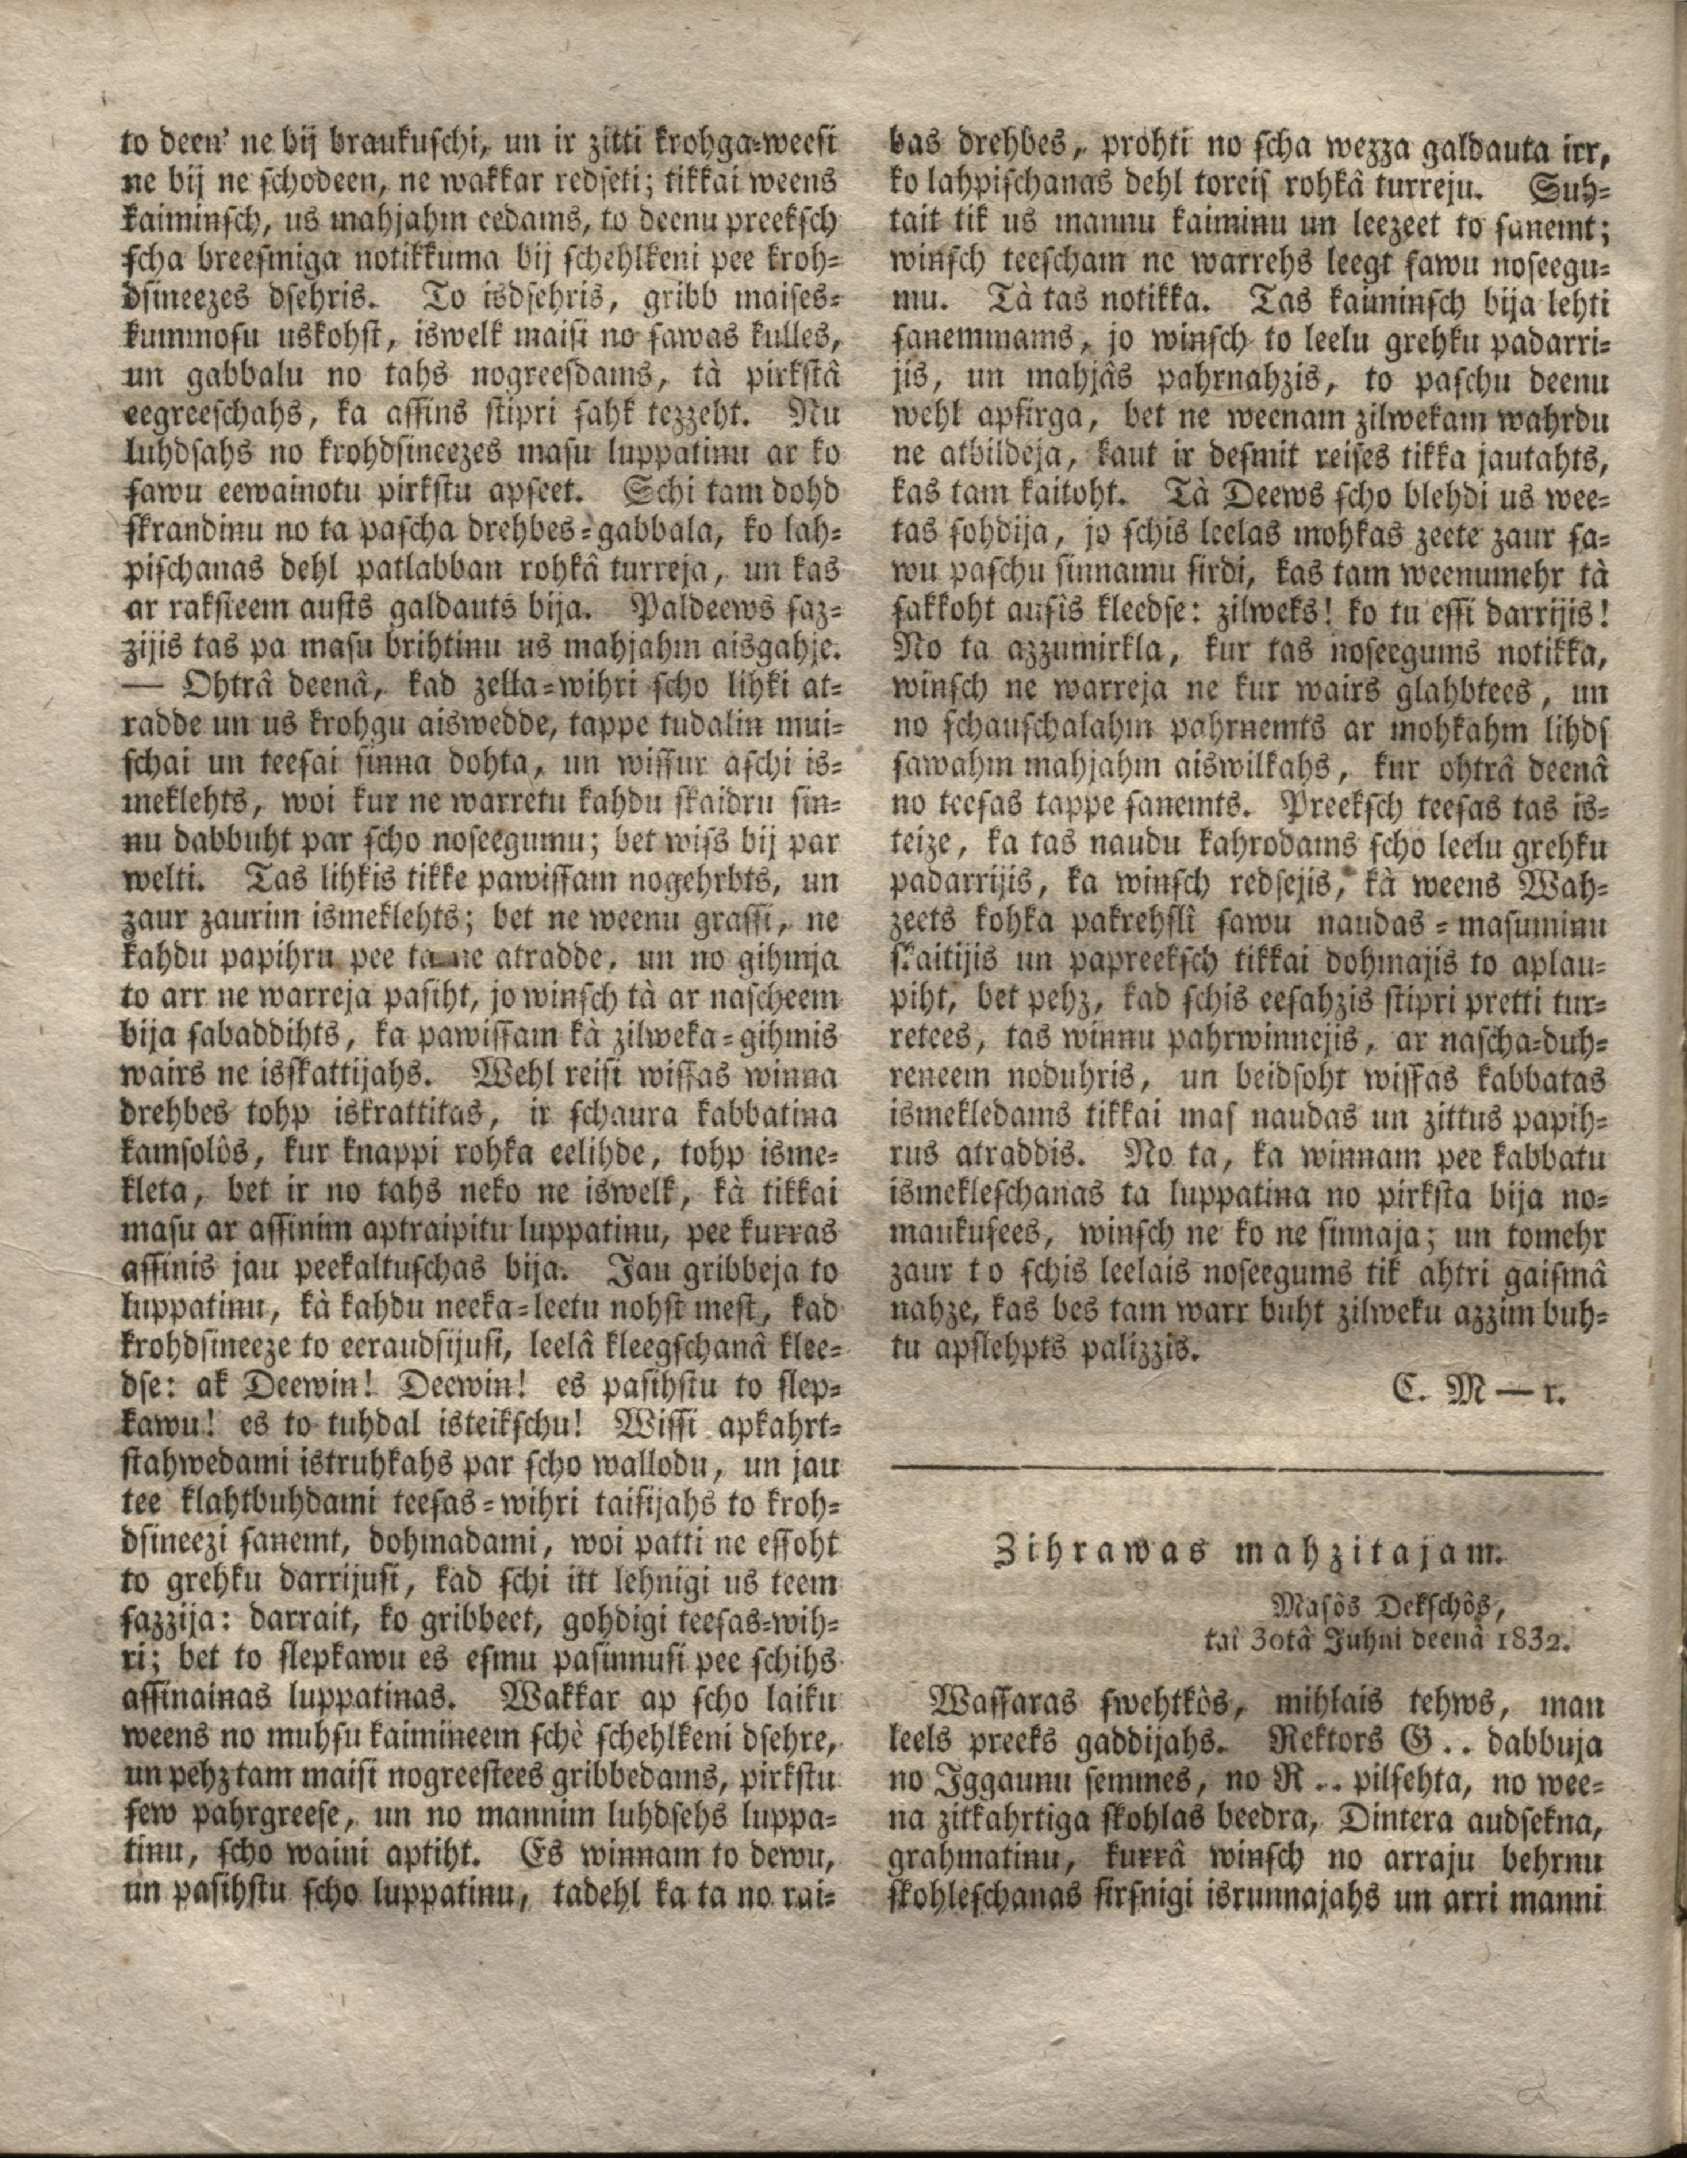 to deen' ne bij braukuschi, un ir zitti krohga-weesi
ne bij ne schodeen, ne wakkar redseti; tikkai weens
kaiminsch, us mahjahm eedams, to deenu preeksch
scha breesmiga notikkuma bij schehlkeni pee kroh-
dsineezes dsehris. To isdsehris, gribb maises-
kummosu uskohst, iswelk maisi no sawas kulles,
un gabbalu no tahs nogreesdams, tà pirkstâ
eegreeschahs, ka assins stipri sahk tezzeht. Nu
luhdsahs no krohdsineezes masu luppatinu ar ko
sawu eewainotu pirkstu apseet. Schi tam dohd
skrandinu no ta pascha drehbes-gabbala, ko lah-
pischanas dehl patlabban rohkâ turreja, un kas
ar raksteem austs galdauts bija. Paldeews saz-
zijis tas pa masu brihtinu us mahjahm aisgahje.
— Ohträ deenâ, kad zella-wihri scho lihki at-
radde un us krohgu aiswedde, tappe tudalin mui-
schai un teesai sinna dohta, un wissur aschi is-
meklehts, woi kur ne warretu kahdu skaidru sin-
nu dabbuht par scho noseegumu; bet wiss bij par
welti. Tas lihkis tikke pawissam nogehrbts, un
zaur zaurim ismeklehts; bet ne weenu grassi, ne
kahdu papihru pee ta ne atradde, un no gihmja
to arr ne warreja pasiht, jo winsch tà ar nascheem
bija sabaddihts, ka pawissam kà zilweka-gihmis
wairs ne isskattijahs. Wehl reisi wissas winna
drehbes tohp iskrattitas, ir schaura kabbatina
kamsolôs, kur knappi rohka eelihde, tohp isme-
kleta, bet ir no tahs neko ne iswelk, kà tikkai
masu ar assinim aptraipitu luppatinu, pee kurras
assinis jau peekaltuschas bija. Jau gribbeja to
luppatinu, kà kahdu neeka-leetu nohst mest, kad
krohdsineeze to eeraudsijusi, leelâ kleegschanâ klee-
dse: ak Deewin! Deewin! es pasihstu to slep-
kawu! es to tuhdal isteikschu! Wissi apkahrt-
stahwedami istruhkahs par scho wallodu, un jau
tee klahtbuhdami teesas-wihri taisijahs to kroh-
dsineezi sanemt, dohmadami, woi patti ne essoht
to grehku darrijusi, kad schi itt lehnigi us teem
sazzija: darrait, ko gribbeet, gohdigi teesas-wih-
ri; bet to slepkawu es esmu pasinnusi pee schihs
assinainas luppatinas. Wakkar ap scho laiku
weens no muhsu kaimineem schè schehlkeni dsehre,
un pehz tam maisi nogreestees gribbedams, pirkstu
sew pahrgreese, un no mannim luhdsehs luppa-
tinu, scho waini aptiht. Es winnam to dewu,
un pasihstu scho luppatinu, tadehl ka ta no rai-
bas drehbes, prohti no scha wezza galdauta irr,
ko lahpischanas dehl toreis rohkâ turreju. Suh-
tait tik us mannu kaiminu un leezeet to sanemt;
winsch teescham ne warrehs leegt sawu noseegu-
mu. Tà tas notikka. Tas kaiminsch bija lehti
sanemmams, jo winsch to leelu grehku padarri-
jis, un mahjâs pahrnahzis, to paschu deenu
wehl apsirga, bet ne weenam zilwekam wahrdu
ne atbildeja, kaut ir desmit reises tikka jautahts,
kas tam kaitoht. Tà Deews scho blehdi us wee-
tas sohdija, jo schis leelas mohkas zeete zaur sa-
wu paschu sinnamu sirdi, kas tam weenumehr tà
sakkoht ausîs kleedse: zilweks! ko tu essi darrijis!
No ta azzumirkla, kur tas noseegums notikka,
winsch ne warreja ne kur wairs glahbtees, un
no schauschalahm pahrnemts ar mohkahm lihds
sawahm mahjahm aiswilkahs, kur ohtrâ deenâ
no teesas tappe sanemts. Preeksch teesas tas is-
teize, ka tas naudu kahrodams scho leelu grehku
padarrijis, ka winsch redsejis, kà weens Wah-
zeets kohka pakrehslî sawu naudas-masuminu
skaitijis un papreeksch tikkai dohmajis to aplau-
piht, bet pehz, kad schis eesahzis stipri pretti tur-
retees, tas winnu pahrwinnejis, ar nascha-duh-
reneem noduhris, un beidsoht wissas kabbatas
ismekledams tikkai mas naudas un zittus papih-
rus atraddis. No ta, ka winnam pee kabbatu
ismekleschanas ta luppatina no pirksta bija no-
maukusees, winsch ne ko ne sinnaja; un tomehr
zaur to schis leelais noseegums tik ahtri gaismâ
nahze, kas bes tam warr buht zilweku azzim buh-
tu apslehpts palizzis.
C. M—r.
Zihrawas mahzitajam.
Masôs Dekschôs,
tai 30tâ Juhni deenâ 1832.
Wassaras swehtkôs, mihlais tehws, man
leels preeks gaddijahs. Rektors G.. dabbuja
no Iggaunu semmes, no R.. pilsehta, no wee-
na zitkahrtiga skohlas beedra, Dintera audsekna,
grahmatinu, kurrâ winsch no arraju behrnu
skohleschanas sirsnigi isrunnajahs un arri manni